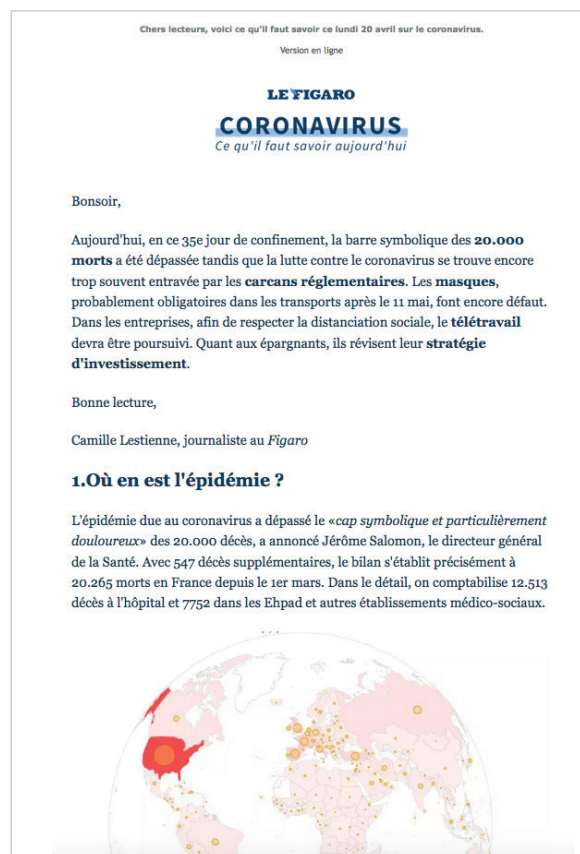 Chers lecteurs, voici ce qu'il faut savoir ce lundi 20 avril sur le coronavirus.
Version en ligne
LE FIGARO
CORONAVIRUS
Ce qu'il faut savoir aujourd'hui
Bonsoir,
Aujourd'hui, en ce 35e jour de confinement, la barre symbolique des 20.000
morts a été dépassée tandis que la lutte contre le coronavirus se trouve encore
trop souvent entravée par les carcans réglementaires. Les masques,
probablement obligatoires dans les transports après le 11 mai, font encore défaut.
Dans les entreprises, afin de respecter la distanciation sociale, le télétravail
devra être poursuivi. Quant aux épargnants, ils révisent leur stratégie
d'investissement.
Bonne lecture,
Camille Lestienne, journaliste au Figaro
1.Où en est l'épidémie ?
L'épidémie due au coronavirus a dépassé le «cap symbolique et particulièrement
douloureux» des 20.000 décès, a annoncé Jérôme Salomon, le directeur général
de la Santé. Avec 547 décès supplémentaires, le bilan s'établit précisément à
20.265 morts en France depuis le 1er mars. Dans le détail, on comptabilise 12.513
décès à l'hôpital et 7752 dans les Ehpad et autres établissements médico-sociaux.